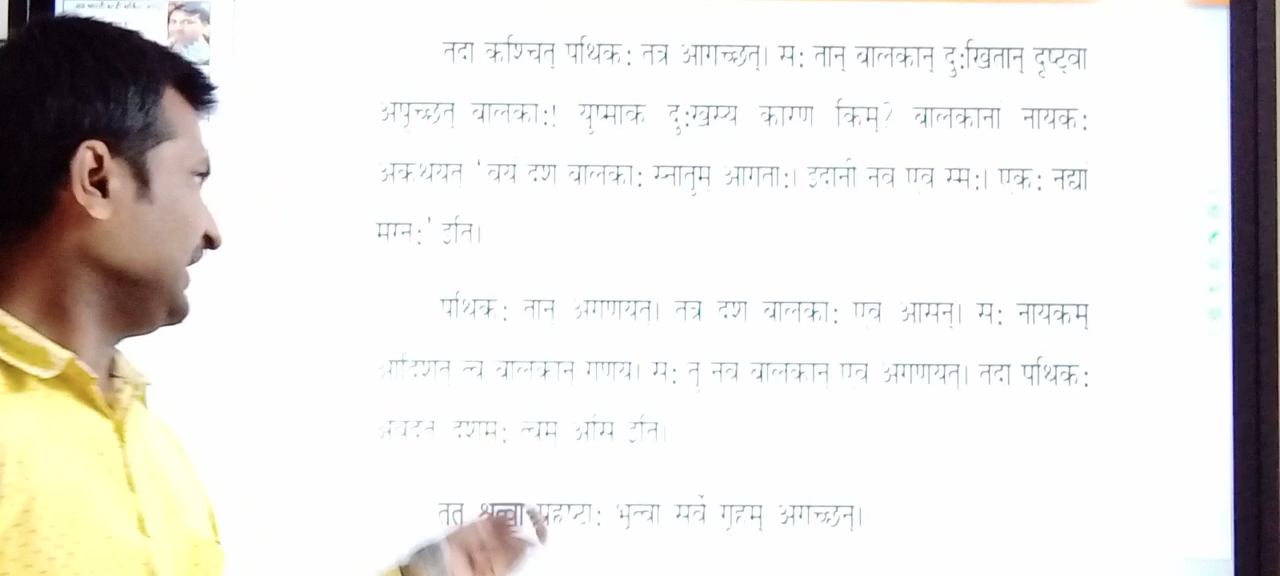 तदा कश्चित् पथिक: तत्र आगच्छत्। स: तान् बालकान् दु:खितान् दृष्ट्वा
अपृच्छत् बालका:! युष्माकं दु:खस्य कारणं किम्? बालकानां नायक:
अकथयत् 'वयं दश बालका: स्नातुम् आगता:। इदानीं नव एव स्म:। एक: नद्यां
मग्न:' इति।
पथिक: तान् अगणयत्। तत्र दश बालका: एव आसन्। स: नायकम्
आदिशत् त्वं बालकान् गणय। स: तु नव बालकान् एव अगणयत्। तदा पथिक:
अवदत् दशम: त्वम् असि इति।
तत् श्रुत्वा प्रहृष्टा: भूत्वा सर्वे गृहम् अगच्छन्।